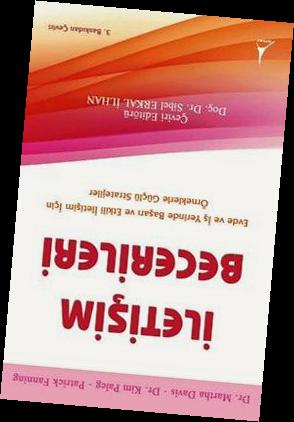 Dr. Martha Davis - Dr. Kim Paleg - Patrick Fanning
İLETİŞİM
BECERİLERİ
Evde ve İş Yerinde Başarı ve Etkili İletişim İçin
Örneklerle Güçlü Stratejiler
Çeviri Editörü
Doç. Dr. Sibel ERKAL İLHAN
3. Baskıdan Çeviri